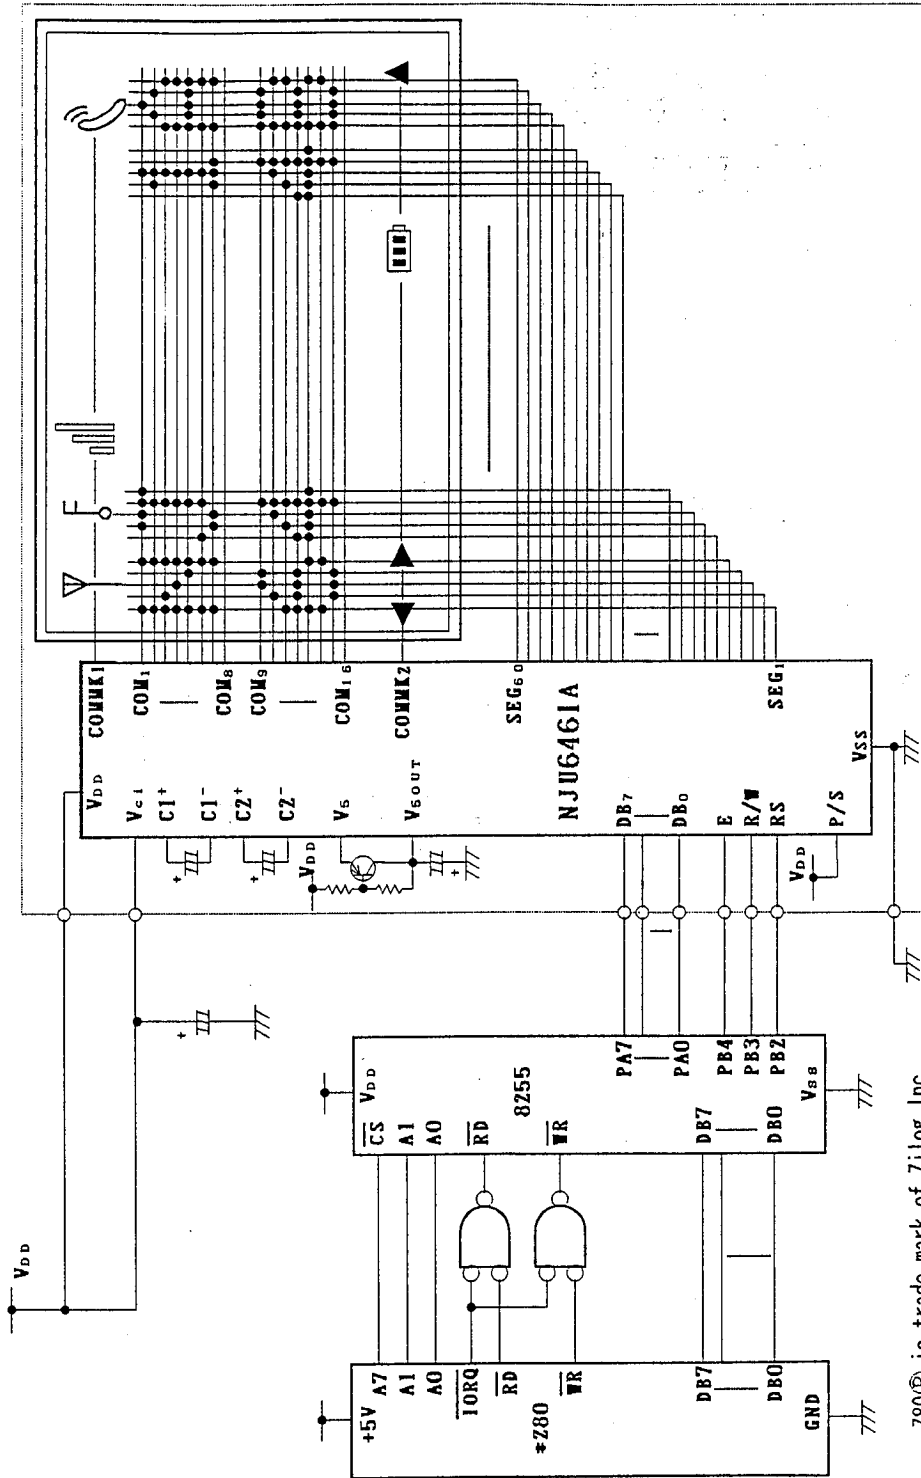 +5V
A7
A1
A0
IORQ
RD
*Z80
WR
DB7
DB0
GND
VDD
CS
A1
A0
RD
8255
WR
DB7
DB0
VSS
PA7
PA0
PB4
PB3
PB2
VDD
VDD
Vci
C1+
C1-
C2+
C2-
VDD
V5
V5OUT
+
+
+
+
NJU6461A
DB7
DB0
E
R/W
RS
VDD
P/S
VSS
COMMK1
COM1
COM8
COM9
COM16
COMMK2
SEG60
SEG1
Z80® is trade mark of Zilog Inc